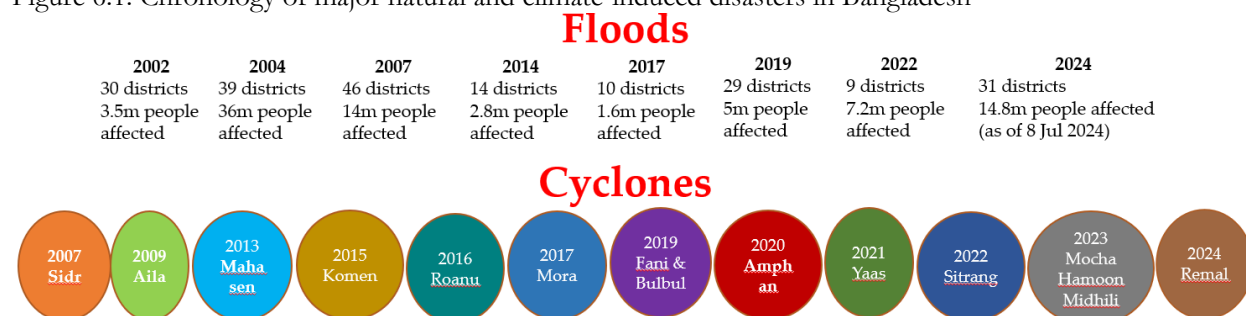 Figure 6.1: Chronology of major natural and climate induced disasters in Bangladesh
Floods
2002
30 districts
3.5m people
affected
2004
39 districts
36m people
affected
2007
46 districts
14m people
affected
2014
14 districts
2.8m people
affected
2017
10 districts
1.6m people
affected
2019
29 districts
5m people
affected
2022
9 districts
7.2m people
affected
2024
31 districts
14.8m people affected
(as of 8 Jul 2024)
Cyclones
2007
Sidr
2009
Aila
2013
Maha
sen
2015
Komen
2016
Roanu
2017
Mora
2019
Fani &
Bulbul
2020
Amph
an
2021
Yaas
2022
Sitrang
2023
Mocha
Hamoon
Midhili
2024
Remal